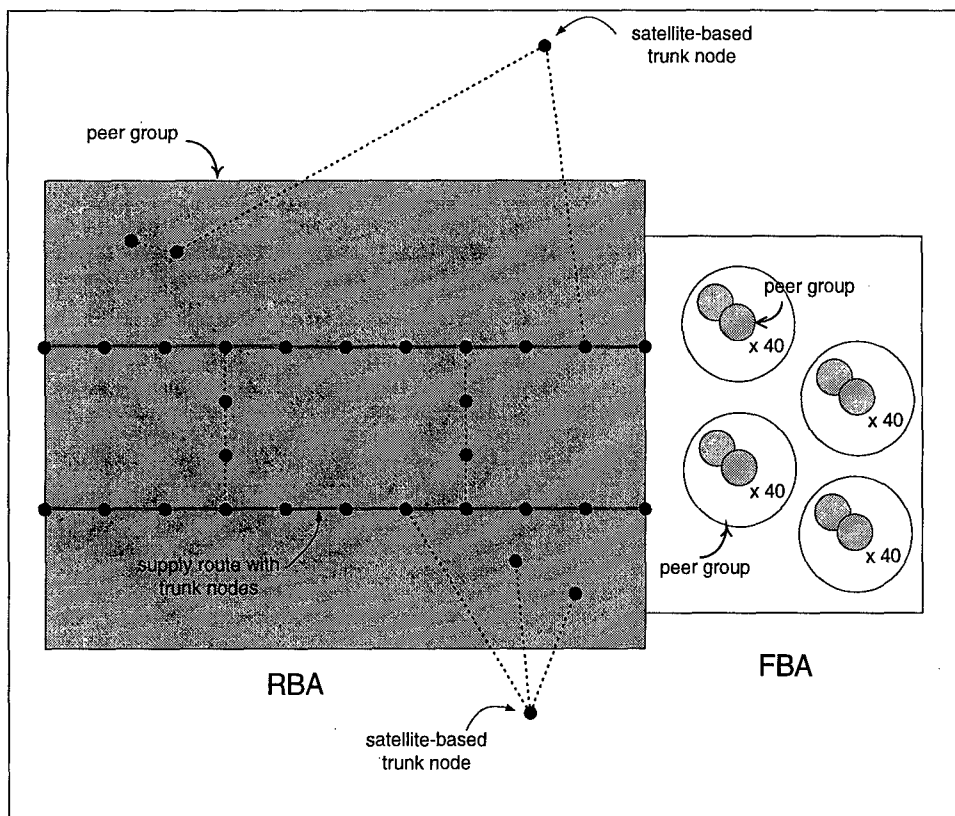 satellite-based
trunk node
peer group
peer group
x 40
x 40
x 40
x 40
peer group
supply route with
trunk nodes
RBA
FBA
satellite-based
trunk node